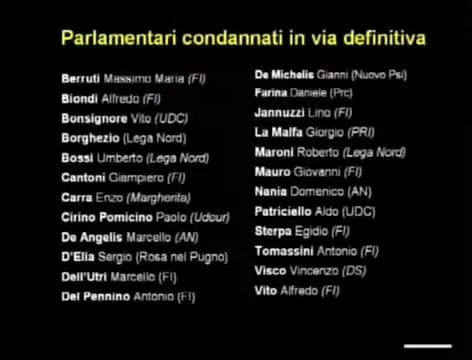 Parlamentari condannati in via definitiva
Berruti Massimo Maria (FI)
Biondi Alfredo (FI)
Bonsignore Vito (UDC)
Borghezio (Lega Nord)
Bossi Umberto (Lega Nord)
Cantoni Giampiero (FI)
Carra Enzo (Margherita)
Cirino Pomicino Paolo (Udeur)
De Angelis Marcello (AN)
D'Elia Sergio (Rosa nel Pugno)
Dell'Utri Marcello (FI)
Del Pennino Antonio (FI)
De Michelis Gianni (Nuovo Psi)
Farina Daniele (Prc)
Jannuzzi Lino (FI)
La Malfa Giorgio (PRI)
Maroni Roberto (Lega Nord)
Mauro Giovanni (FI)
Nania Domenico (AN)
Patriciello Aldo (UDC)
Sterpa Egidio (FI)
Tomassini Antonio (FI)
Visco Vincenzo (DS)
Vito Alfredo (FI)